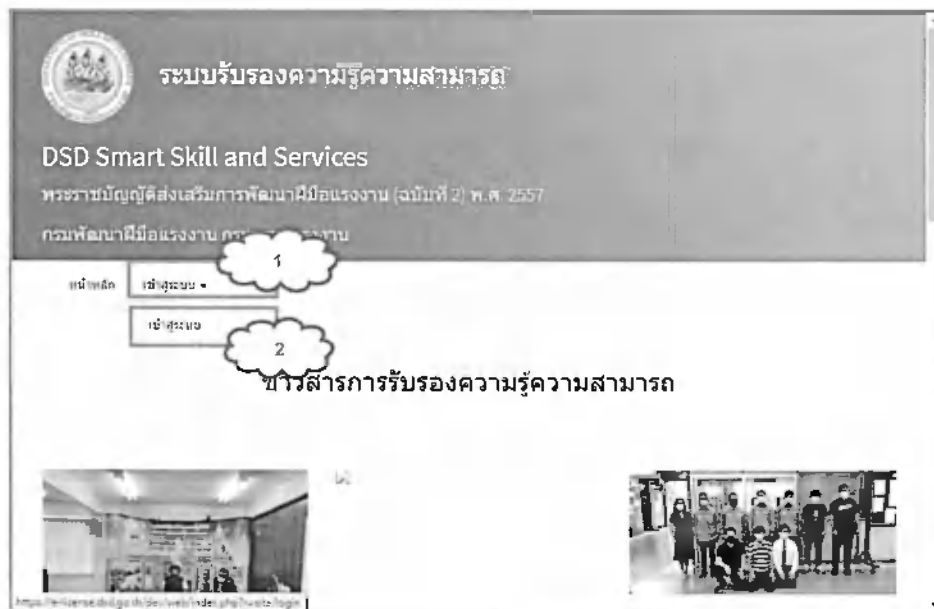 ระบบรับรองความรู้ความสามารถ
DSD Smart Skill and Services
พระราชบัญญัติส่งเสริมการพัฒนาฝีมือแรงงาน (ฉบับที่ 2) พ.ศ. 2557
กรมพัฒนาฝีมือแรงงาน
1
หน้าหลัก เข้าสู่ระบบ
เข้าสู่ระบบ
2
ข่าวสารการรับรองความรู้ความสามารถ